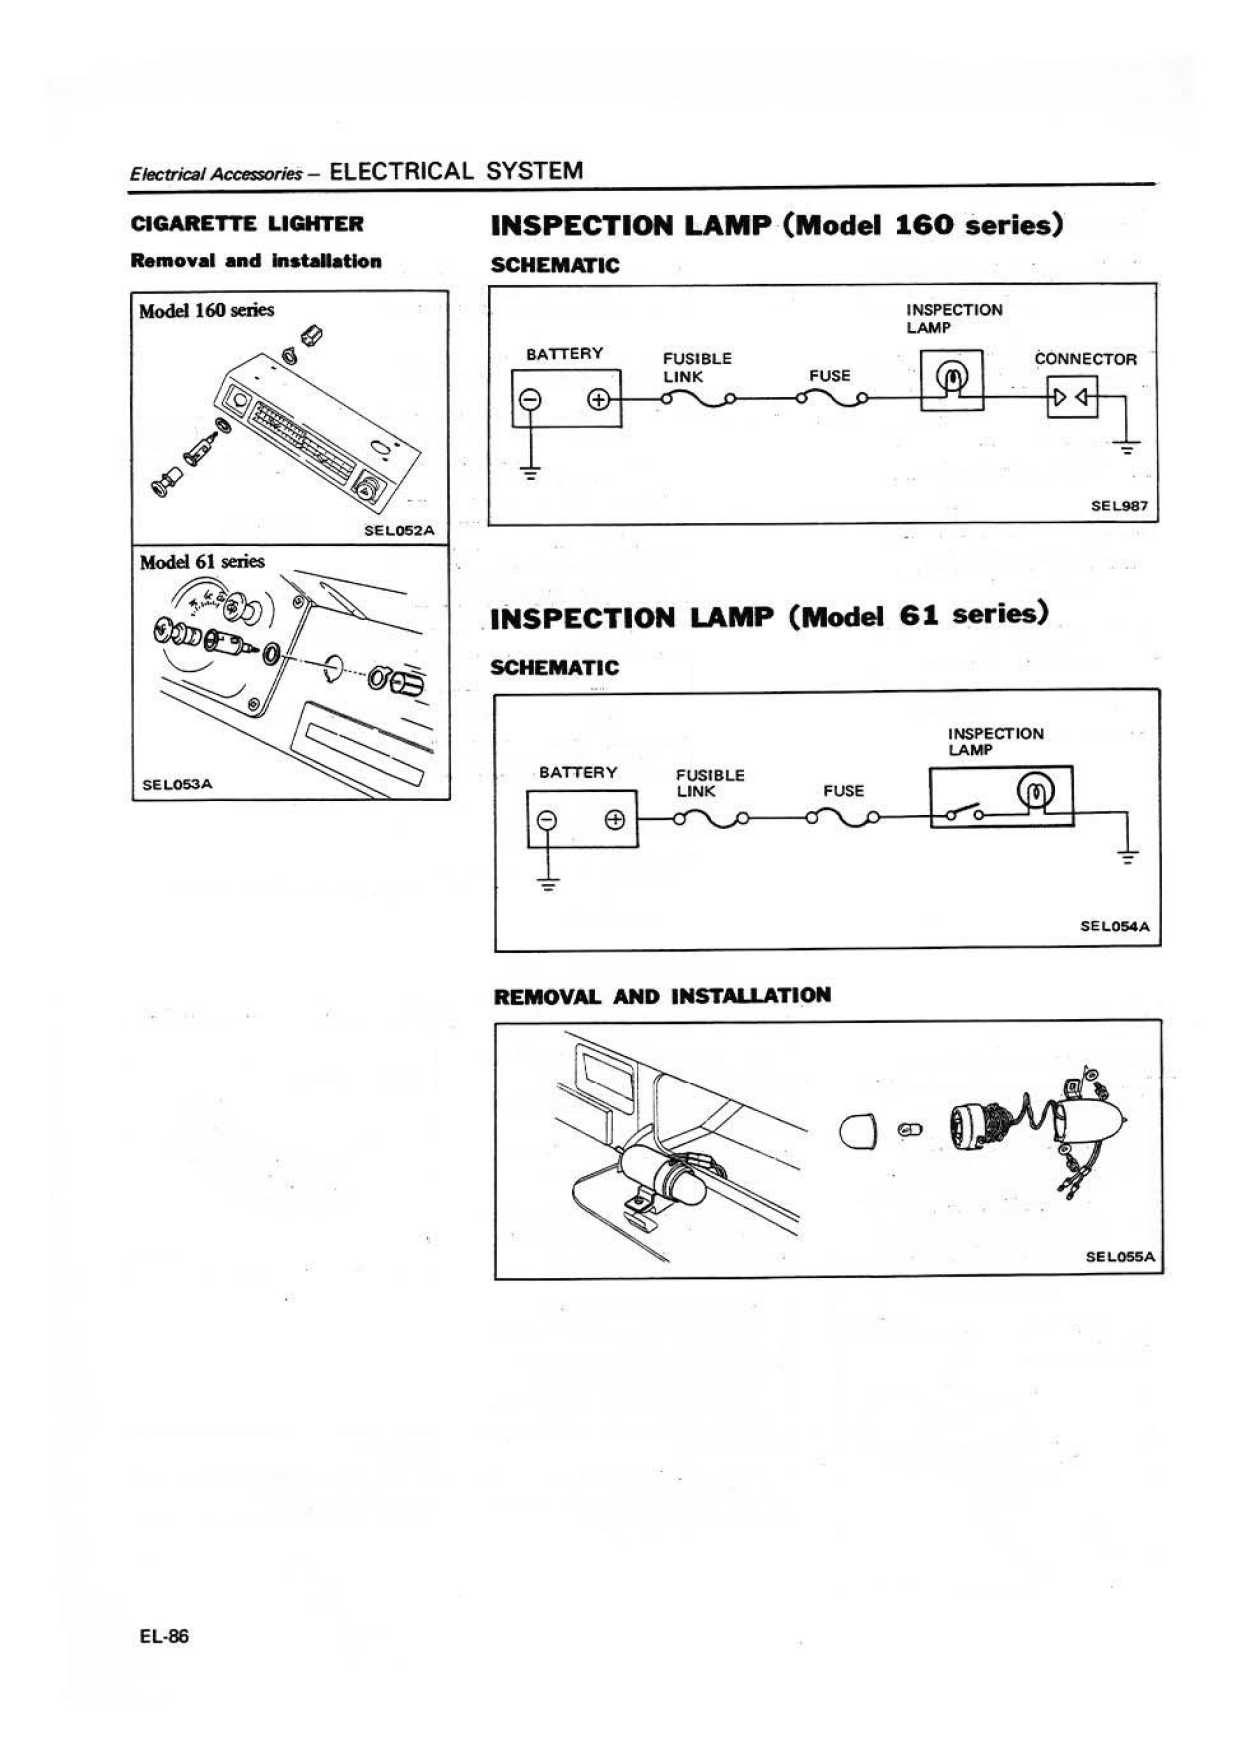 Electrical Accessories – ELECTRICAL SYSTEM
CIGARETTE LIGHTER
Removal and installation
Model 160 series
SEL052A
Model 61 series
SEL053A
INSPECTION LAMP (Model 160 series)
SCHEMATIC
INSPECTION
LAMP
BATTERY
FUSIBLE
LINK
FUSE
CONNECTOR
SEL987
INSPECTION LAMP (Model 61 series)
SCHEMATIC
INSPECTION
LAMP
BATTERY
FUSIBLE
LINK
FUSE
SEL054A
REMOVAL AND INSTALLATION
SEL055A
EL-86